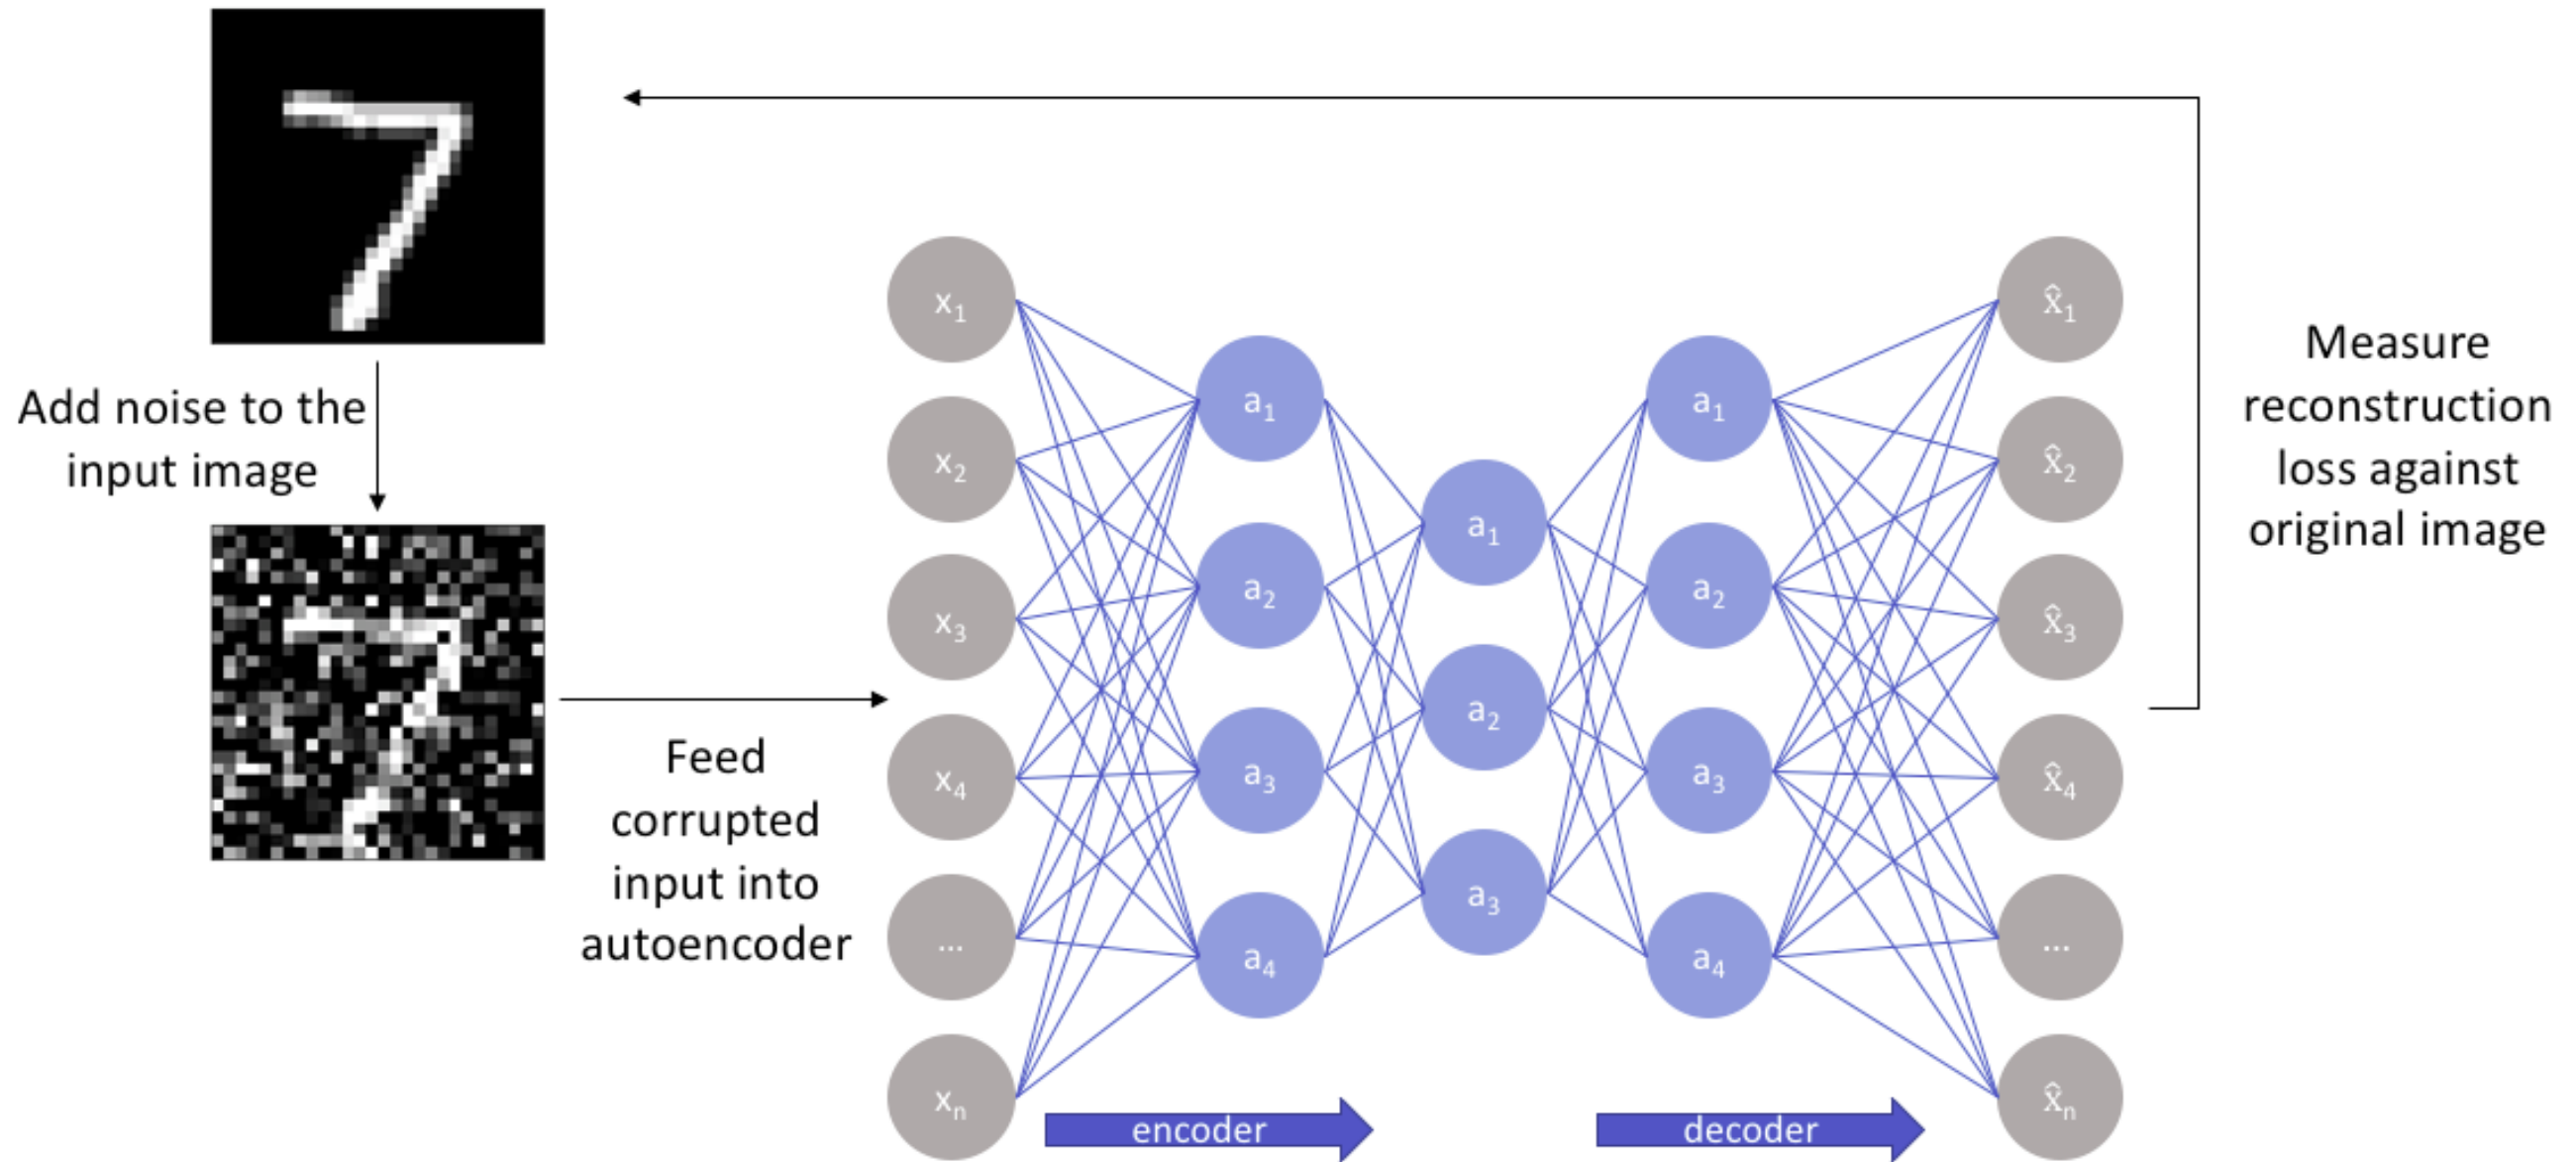 Add noise to the
input image
Feed
corrupted
input into
autoencoder
x₁
x₂
x₃
x₄
...
xₙ
a₁
a₂
a₃
a₄
a₁
a₂
a₃
a₁
a₂
a₃
a₄
x̂₁
x̂₂
x̂₃
x̂₄
...
x̂ₙ
encoder
decoder
Measure
reconstruction
loss against
original image
7
7